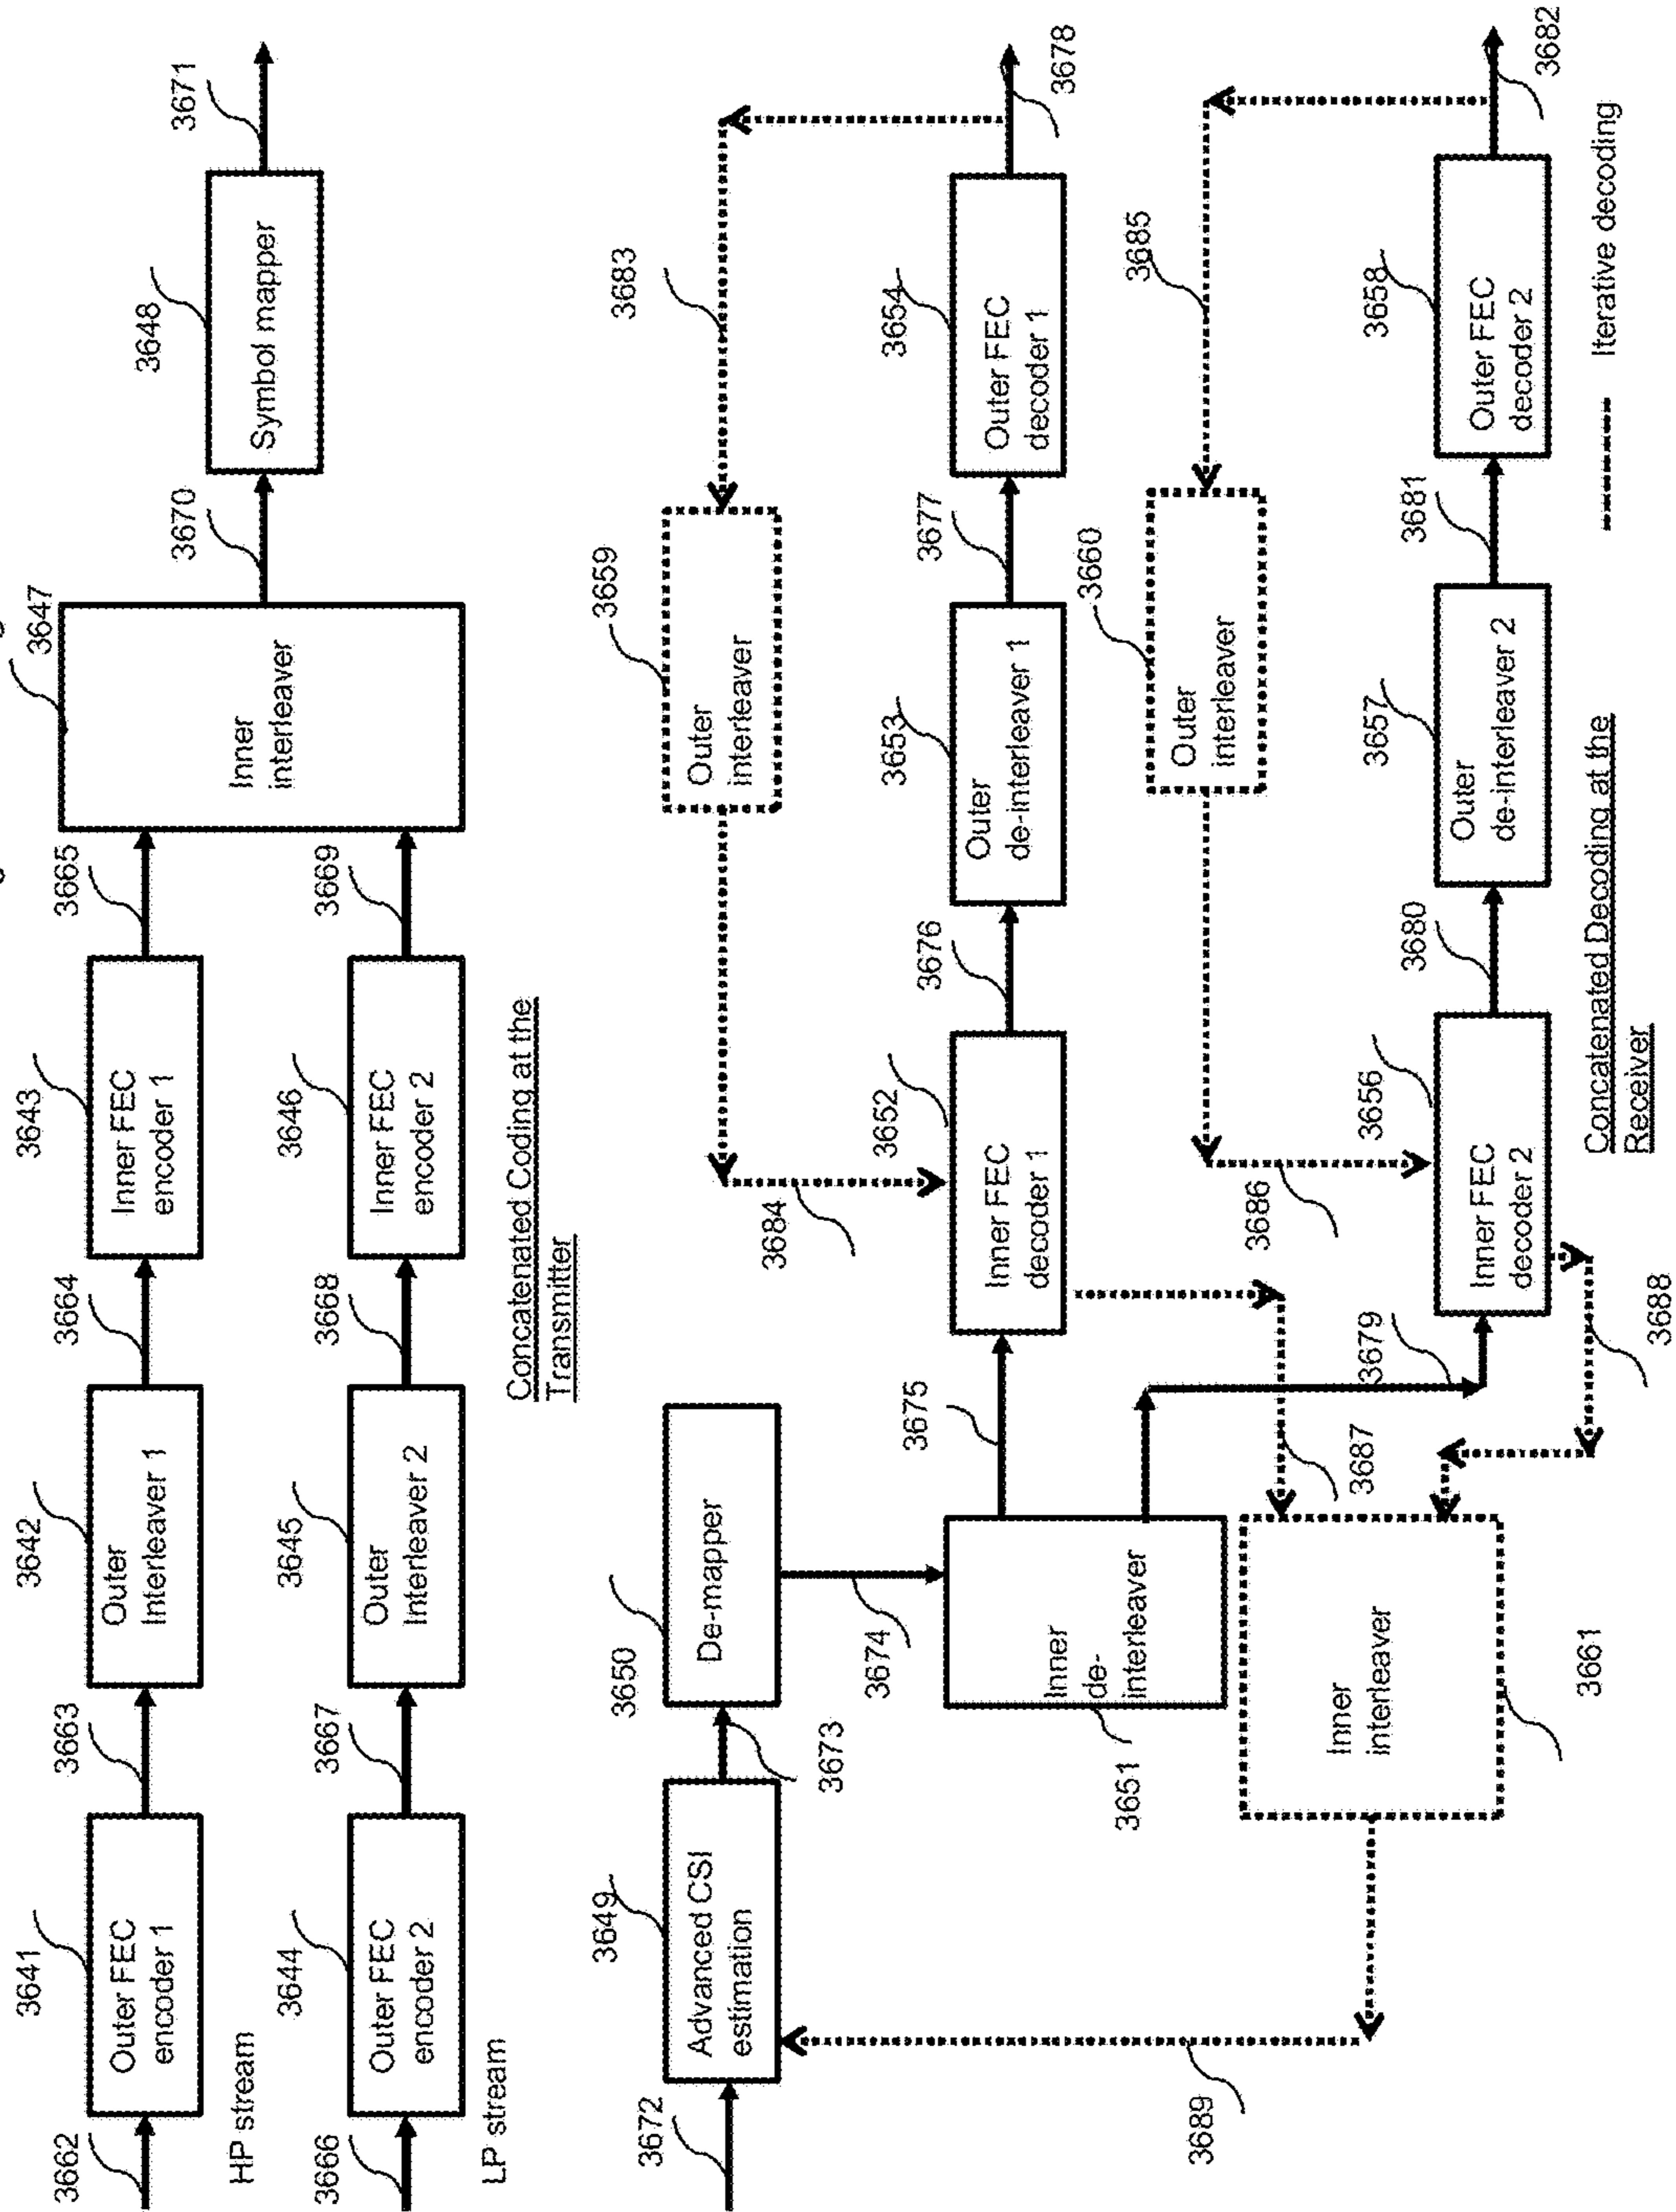 3641
3642
3643
3647
3648
3662
Outer FEC
encoder 1
3663
Outer
Interleaver 1
3664
Inner FEC
encoder 1
3665
Inner
interleaver
3670
Symbol mapper
3671
HP stream
3644
3645
3646
3666
Outer FEC
encoder 2
3667
Outer
Interleaver 2
3668
Inner FEC
encoder 2
3669
LP stream
Concatenated Coding at the
Transmitter
3649
3650
3659
3683
3672
Advanced CSI
estimation
3673
De-mapper
Outer
interleaver
3684
3674
3652
3653
3654
3651
Inner
de-
interleaver
3675
Inner FEC
decoder 1
3676
Outer
de-interleaver 1
3677
Outer FEC
decoder 1
3678
3660
3685
Outer
interleaver
3686
3687
3679
3656
3657
3658
3689
Inner
interleaver
3661
Inner FEC
decoder 2
3680
Outer
de-interleaver 2
3681
Outer FEC
decoder 2
3682
3688
Concatenated Decoding at the
Receiver
Iterative decoding